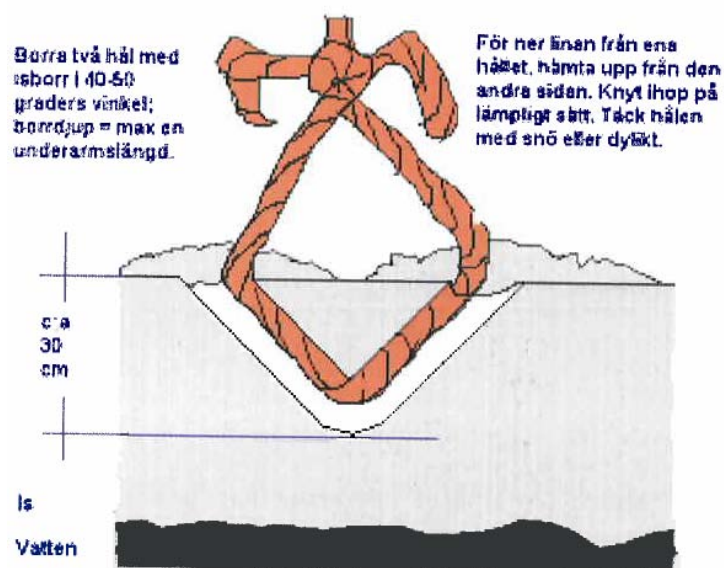 Borra två hål med
isborr i 40-50
graders vinkel;
borrdjup = max en
underarmslängd.
För ner linan från ena
hålet, hämta upp från den
andra sidan. Knyt ihop på
lämpligt sätt. Täck hålen
med snö eller dylikt.
c:a
30
cm
Is
Vatten